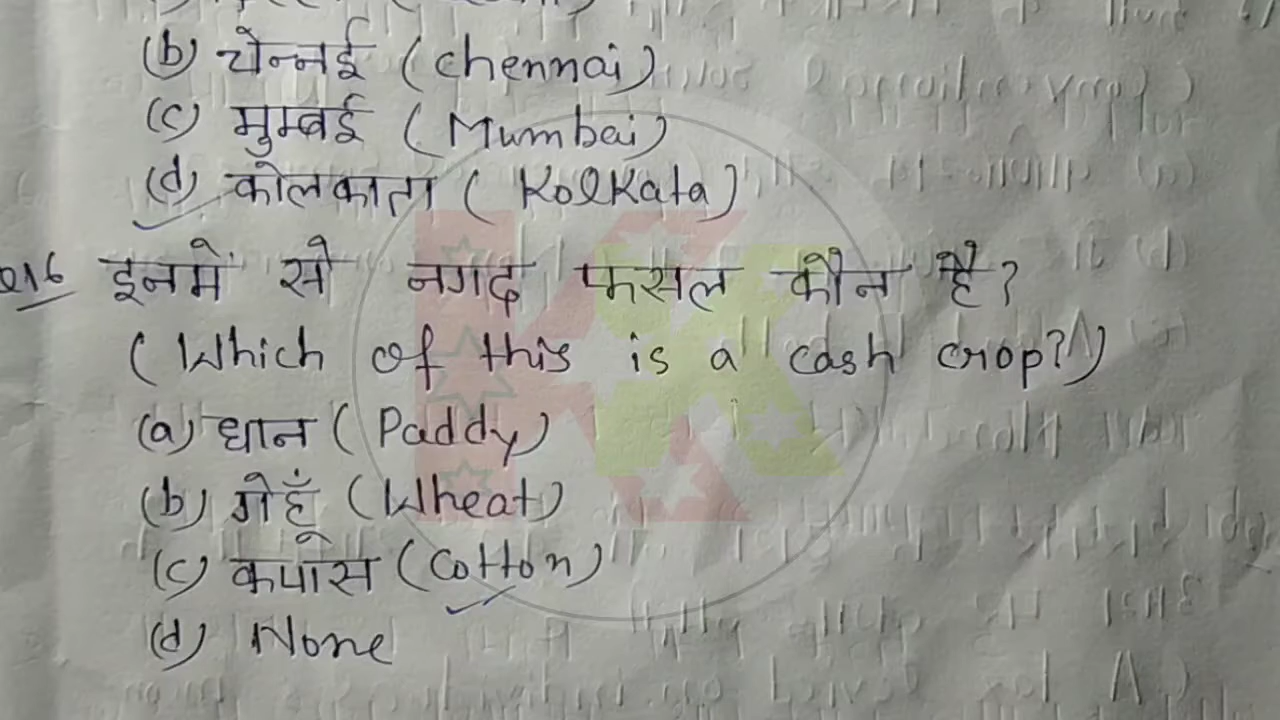 (b) चेन्नई (Chennai)
(c) मुम्बई (Mumbai)
(d) कोलकाता (Kolkata)
Q16 इनमें से नगद फसल कौन है?
(Which of this is a cash crop?)
(a) धान (Paddy)
(b) गेहूँ (Wheat)
(c) कपास (Cotton)
(d) None